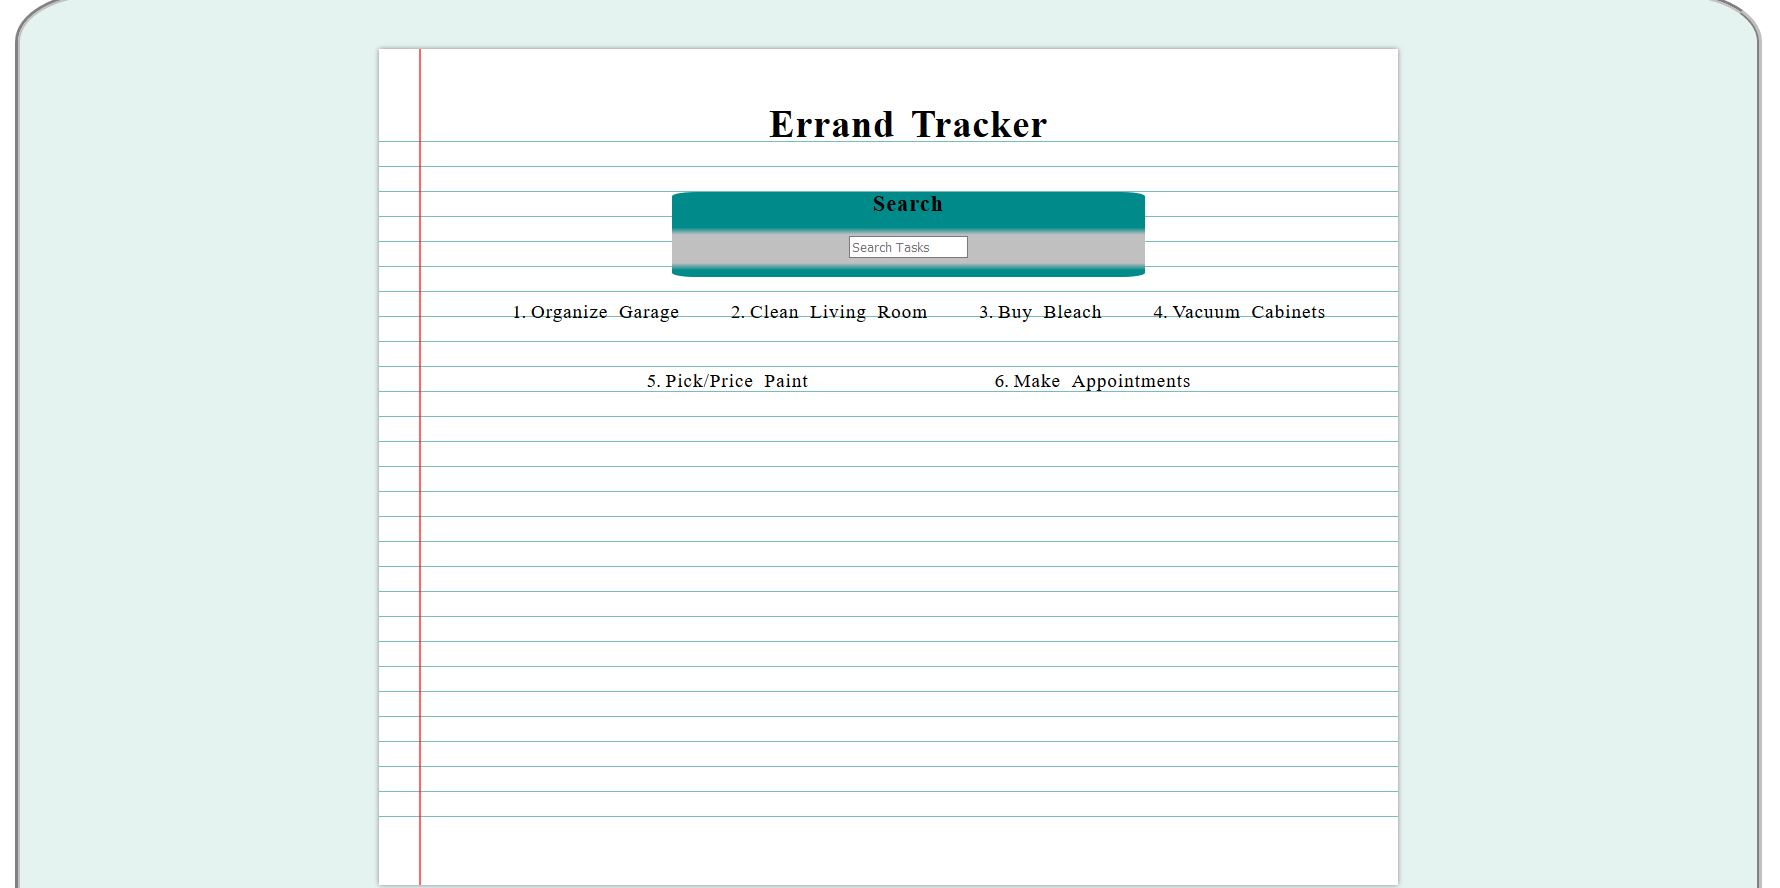 Errand Tracker
Search
Search Tasks
1. Organize Garage 2. Clean Living Room 3. Buy Bleach 4. Vacuum Cabinets
5. Pick/Price Paint 6. Make Appointments